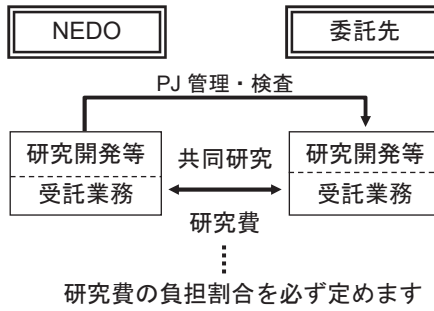 NEDO
委託先
PJ 管理・検査
研究開発等
受託業務
共同研究
研究費
研究開発等
受託業務
研究費の負担割合を必ず定めます